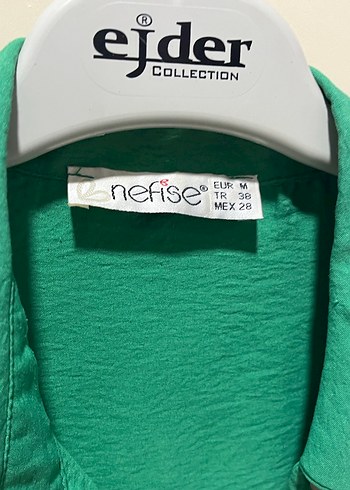 ejder®
COLLECTION
nefise®
EUR M
TR 38
MEX 28